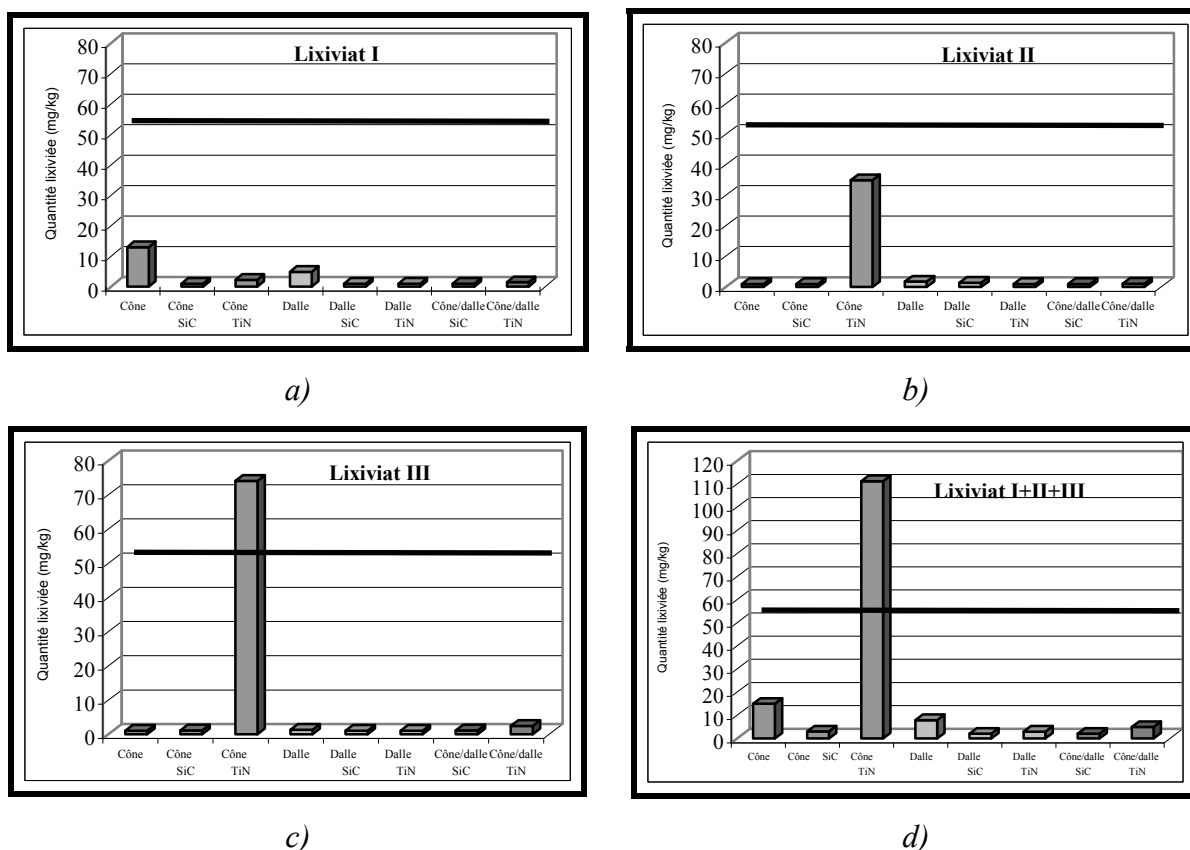 Lixiviat I
Quantité lixiviée (mg/kg)
80
70
60
50
40
30
20
10
0
Cône
Cône SiC
Cône TiN
Dalle
Dalle SiC
Dalle TiN
Cône/dalle SiC
Cône/dalle TiN
a)
Lixiviat II
Quantité lixiviée (mg/kg)
80
70
60
50
40
30
20
10
0
Cône
Cône SiC
Cône TiN
Dalle
Dalle SiC
Dalle TiN
Cône/dalle SiC
Cône/dalle TiN
b)
Lixiviat III
Quantité lixiviée (mg/kg)
80
70
60
50
40
30
20
10
0
Cône
Cône SiC
Cône TiN
Dalle
Dalle SiC
Dalle TiN
Cône/dalle SiC
Cône/dalle TiN
c)
Lixiviat I+II+III
Quantité lixiviée (mg/kg)
120
110
100
90
80
70
60
50
40
30
20
10
0
Cône
Cône SiC
Cône TiN
Dalle
Dalle SiC
Dalle TiN
Cône/dalle SiC
Cône/dalle TiN
d)